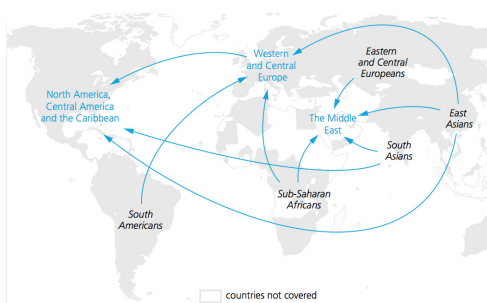 Western
and Central
Europe
Eastern
and Central
Europeans
North America,
Central America
and the Caribbean
The Middle
East
East
Asians
South
Asians
Sub-Saharan
Africans
South
Americans
countries not covered